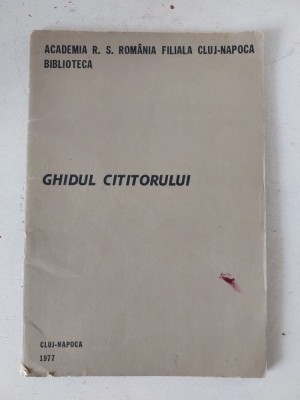 ACADEMIA R. S. ROMÂNIA FILIALA CLUJ-NAPOCA
BIBLIOTECA
GHIDUL CITITORULUI
CLUJ-NAPOCA
1977